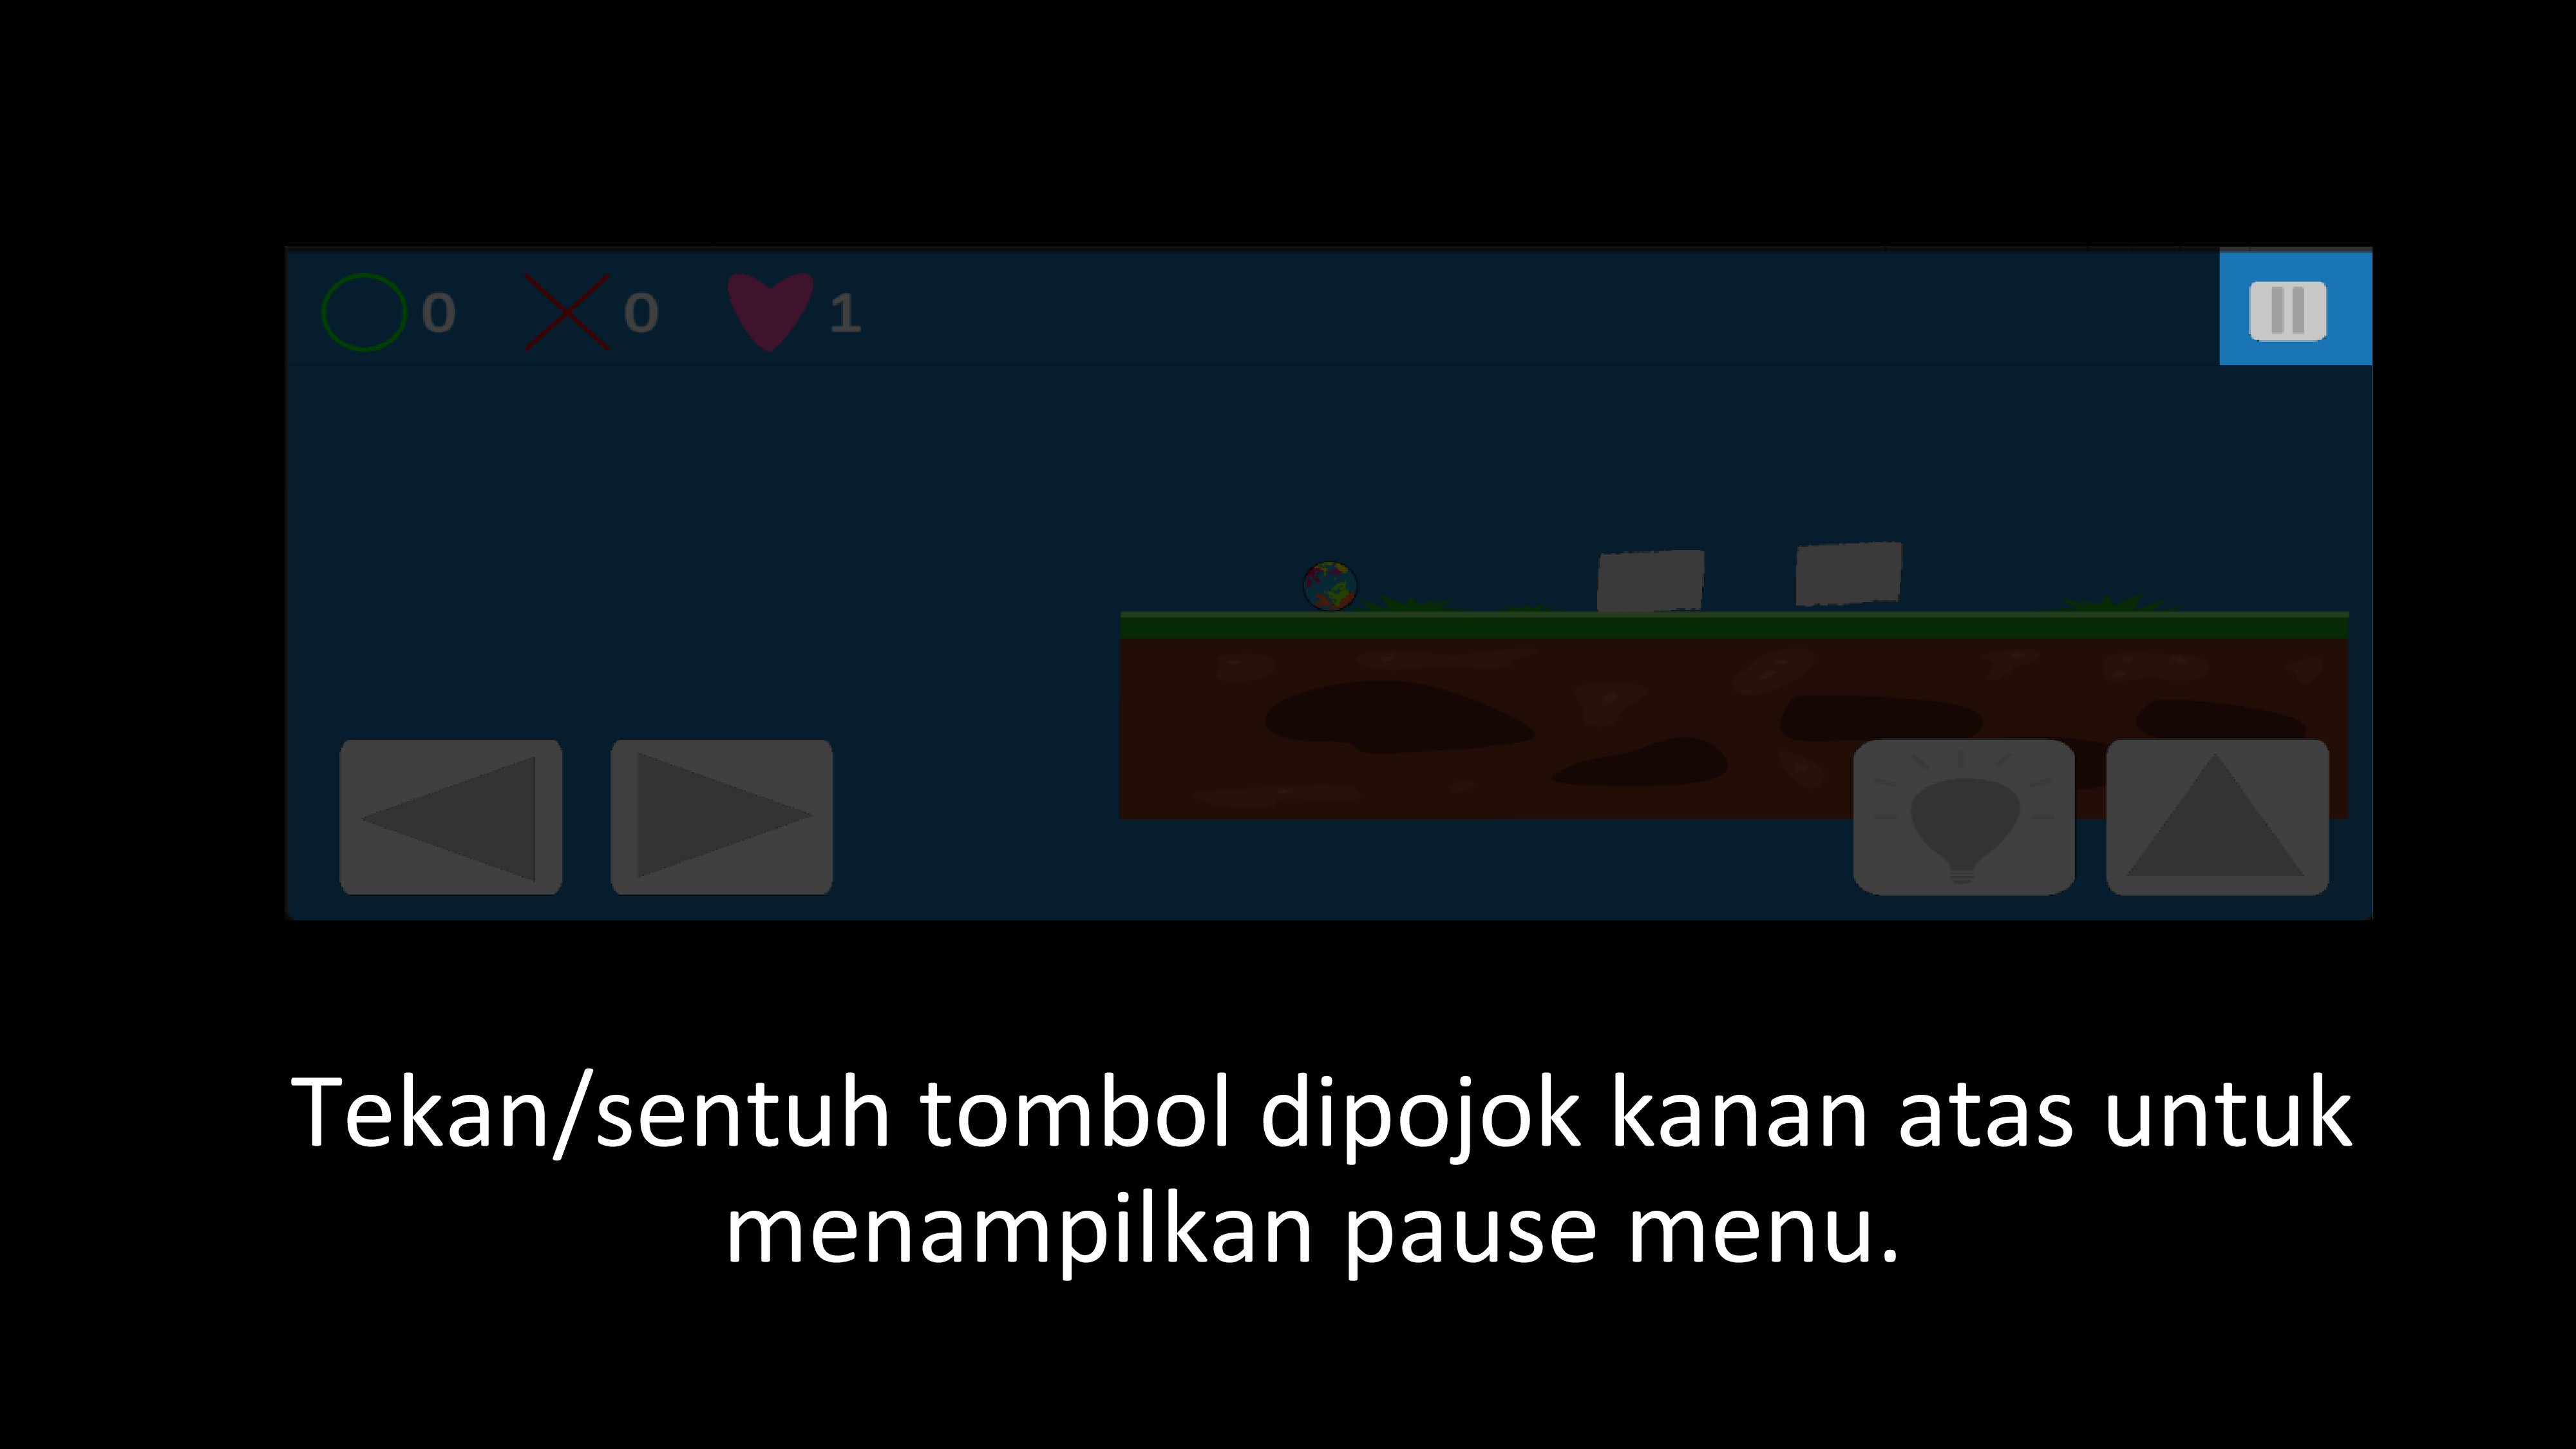 0 0 1
Tekan/sentuh tombol dipojok kanan atas untuk
menampilkan pause menu.